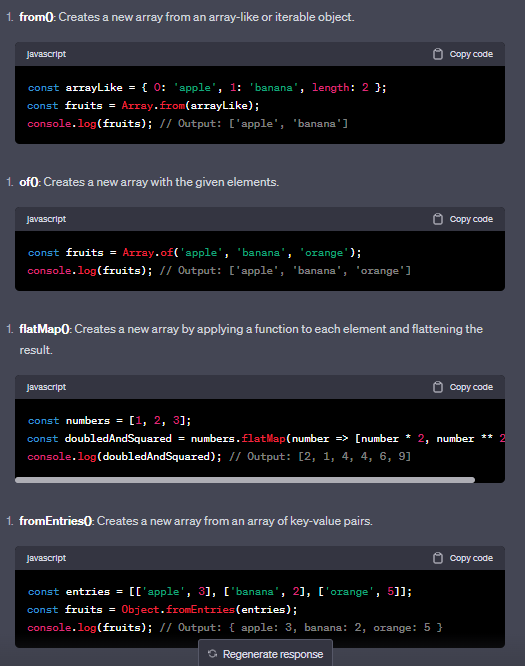 1. from(): Creates a new array from an array-like or iterable object.
javascript Copy code
const arrayLike = { 0: 'apple', 1: 'banana', length: 2 };
const fruits = Array.from(arrayLike);
console.log(fruits); // Output: ['apple', 'banana']
1. of(): Creates a new array with the given elements.
javascript Copy code
const fruits = Array.of('apple', 'banana', 'orange');
console.log(fruits); // Output: ['apple', 'banana', 'orange']
1. flatMap(): Creates a new array by applying a function to each element and flattening the
result.
javascript Copy code
const numbers = [1, 2, 3];
const doubledAndSquared = numbers.flatMap(number => [number * 2, number ** 2
console.log(doubledAndSquared); // Output: [2, 1, 4, 4, 6, 9]
1. fromEntries(): Creates a new array from an array of key-value pairs.
javascript Copy code
const entries = [['apple', 3], ['banana', 2], ['orange', 5]];
const fruits = Object.fromEntries(entries);
console.log(fruits); // Output: { apple: 3, banana: 2, orange: 5 }
Regenerate response